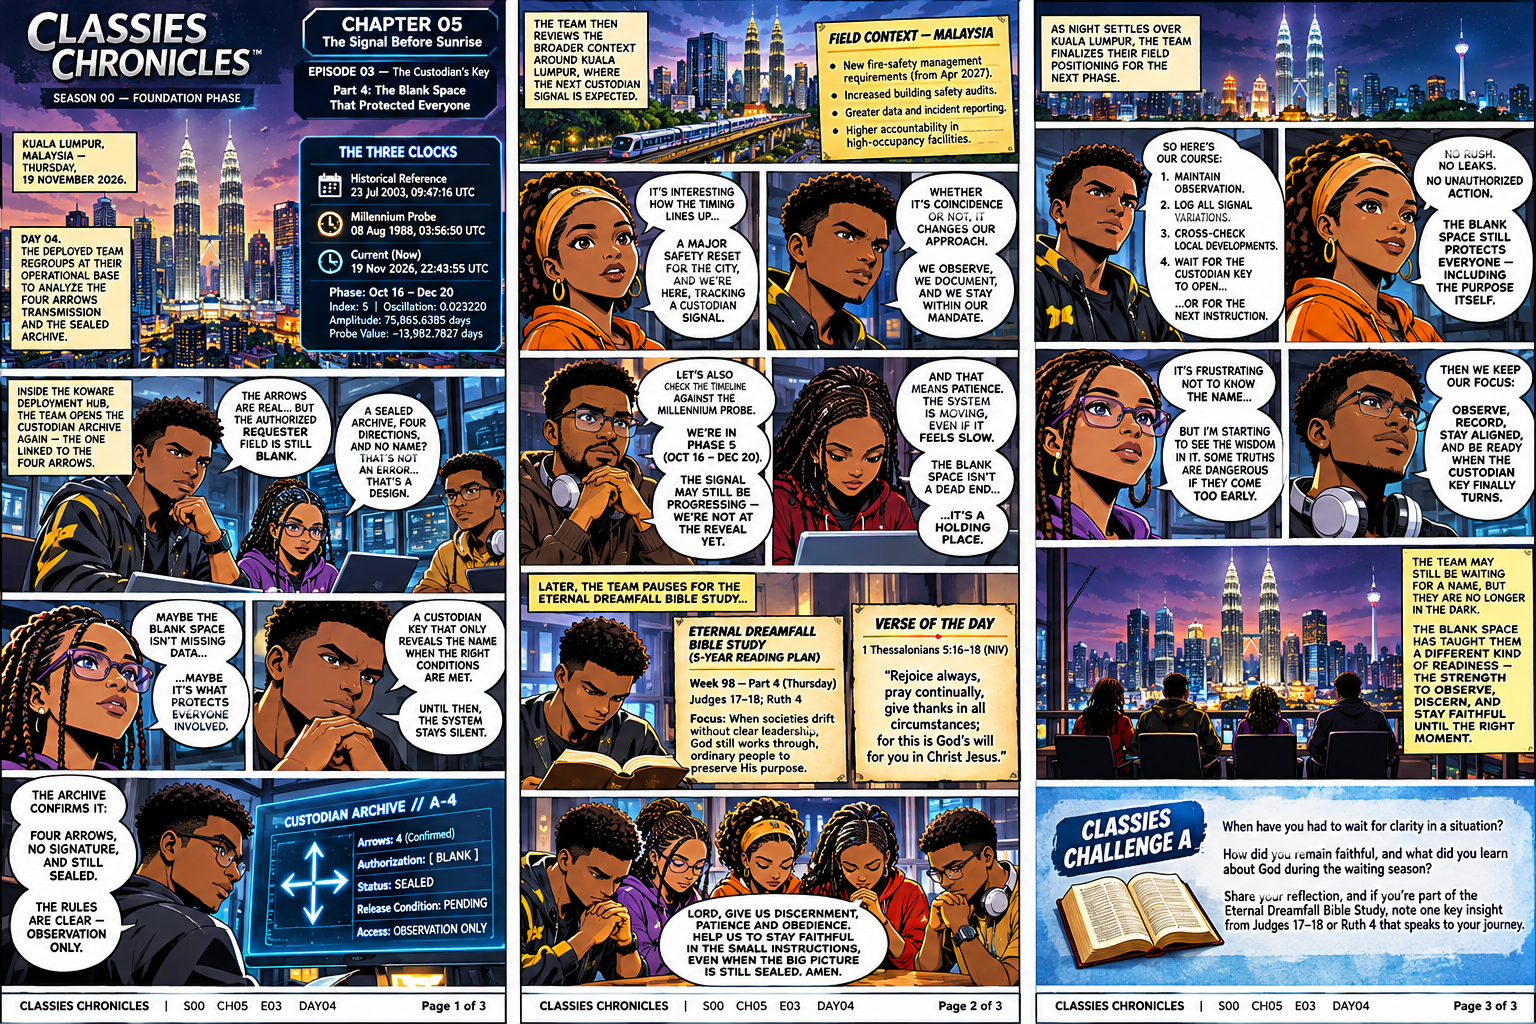 CLASSIES
CHRONICLES™
SEASON 00 — FOUNDATION PHASE
CHAPTER 05
The Signal Before Sunrise
EPISODE 03 — The Custodian's Key
Part 4: The Blank Space
That Protected Everyone
KUALA LUMPUR,
MALAYSIA —
THURSDAY,
19 NOVEMBER 2026.
DAY 04.
THE DEPLOYED TEAM
REGROUPS AT THEIR
OPERATIONAL BASE
TO ANALYZE THE
FOUR ARROWS
TRANSMISSION
AND THE SEALED
ARCHIVE.
THE THREE CLOCKS
Historical Reference
23 Jul 2003, 09:47:16 UTC
Millennium Probe
08 Aug 1988, 03:56:50 UTC
Current (Now)
19 Nov 2026, 22:43:55 UTC
Phase: Oct 16 – Dec 20
Index: 5 | Oscillation: 0.023220
Amplitude: 75,865.6385 days
Probe Value: −13,982.7827 days
INSIDE THE KOWARE
DEPLOYMENT HUB,
THE TEAM OPENS THE
CUSTODIAN ARCHIVE
AGAIN — THE ONE
LINKED TO THE
FOUR ARROWS.
THE ARROWS
ARE REAL... BUT
THE AUTHORIZED
REQUESTER
FIELD IS STILL
BLANK.
A SEALED
ARCHIVE, FOUR
DIRECTIONS,
AND NO NAME?
THAT'S NOT
AN ERROR...
THAT'S A
DESIGN.
MAYBE THE
BLANK SPACE
ISN'T MISSING
DATA...
...MAYBE
IT'S WHAT
PROTECTS
EVERYONE
INVOLVED.
A CUSTODIAN
KEY THAT ONLY
REVEALS THE NAME
WHEN THE RIGHT
CONDITIONS
ARE MET.
UNTIL THEN,
THE SYSTEM
STAYS SILENT.
THE ARCHIVE
CONFIRMS IT:
FOUR ARROWS,
NO SIGNATURE,
AND STILL
SEALED.
THE RULES
ARE CLEAR —
OBSERVATION
ONLY.
CUSTODIAN ARCHIVE // A-4
Arrows: 4 (Confirmed)
Authorization: [ BLANK ]
Status: SEALED
Release Condition: PENDING
Access: OBSERVATION ONLY
CLASSIES CHRONICLES | S00 CH05 E03 DAY04 Page 1 of 3
THE TEAM THEN
REVIEWS THE
BROADER CONTEXT
AROUND KUALA
LUMPUR, WHERE
THE NEXT CUSTODIAN
SIGNAL IS EXPECTED.
FIELD CONTEXT — MALAYSIA
• New fire-safety management
requirements (from Apr 2027).
• Increased building safety audits.
• Greater data and incident reporting.
• Higher accountability in
high-occupancy facilities.
IT'S INTERESTING
HOW THE TIMING
LINES UP...
A MAJOR
SAFETY RESET
FOR THE CITY,
AND WE'RE
HERE, TRACKING
A CUSTODIAN
SIGNAL.
WHETHER
IT'S COINCIDENCE
OR NOT, IT
CHANGES OUR
APPROACH.
WE OBSERVE,
WE DOCUMENT,
AND WE STAY
WITHIN OUR
MANDATE.
LET'S ALSO
CHECK THE TIMELINE
AGAINST THE
MILLENNIUM PROBE.
WE'RE IN
PHASE 5
(OCT 16 – DEC 20).
THE SIGNAL
MAY STILL BE
PROGRESSING —
WE'RE NOT AT
THE REVEAL
YET.
AND THAT
MEANS PATIENCE.
THE SYSTEM
IS MOVING,
EVEN IF IT
FEELS SLOW.
THE BLANK
SPACE ISN'T
A DEAD END...
...IT'S A
HOLDING
PLACE.
LATER, THE TEAM PAUSES FOR THE
ETERNAL DREAMFALL BIBLE STUDY...
ETERNAL DREAMFALL
BIBLE STUDY
(5-YEAR READING PLAN)
Week 98 – Part 4 (Thursday)
Judges 17–18; Ruth 4
Focus: When societies drift
without clear leadership,
God still works through,
ordinary people to
preserve His purpose.
VERSE OF THE DAY
1 Thessalonians 5:16–18 (NIV)
"Rejoice always,
pray continually,
give thanks in all
circumstances;
for this is God's will
for you in Christ Jesus."
LORD, GIVE US DISCERNMENT,
PATIENCE AND OBEDIENCE.
HELP US TO STAY FAITHFUL
IN THE SMALL INSTRUCTIONS,
EVEN WHEN THE BIG PICTURE
IS STILL SEALED. AMEN.
CLASSIES CHRONICLES | S00 CH05 E03 DAY04 Page 2 of 3
AS NIGHT SETTLES OVER
KUALA LUMPUR, THE TEAM
FINALIZES THEIR FIELD
POSITIONING FOR THE
NEXT PHASE.
SO HERE'S
OUR COURSE:
1. MAINTAIN
OBSERVATION.
2. LOG ALL SIGNAL
VARIATIONS.
3. CROSS-CHECK
LOCAL DEVELOPMENTS.
4. WAIT FOR THE
CUSTODIAN KEY
TO OPEN...
...OR FOR THE
NEXT INSTRUCTION.
NO RUSH.
NO LEAKS.
NO UNAUTHORIZED
ACTION.
THE BLANK
SPACE STILL
PROTECTS
EVERYONE —
INCLUDING
THE PURPOSE
ITSELF.
IT'S FRUSTRATING
NOT TO KNOW
THE NAME...
BUT I'M STARTING
TO SEE THE WISDOM
IN IT. SOME TRUTHS
ARE DANGEROUS
IF THEY COME
TOO EARLY.
THEN WE KEEP
OUR FOCUS:
OBSERVE,
RECORD,
STAY ALIGNED,
AND BE READY
WHEN THE
CUSTODIAN
KEY FINALLY
TURNS.
THE TEAM MAY
STILL BE WAITING
FOR A NAME, BUT
THEY ARE NO LONGER
IN THE DARK.
THE BLANK SPACE
HAS TAUGHT THEM
A DIFFERENT KIND
OF READINESS —
THE STRENGTH
TO OBSERVE,
DISCERN, AND
STAY FAITHFUL
UNTIL THE RIGHT
MOMENT.
CLASSIES
CHALLENGE A
When have you had to wait for clarity in a situation?
How did you remain faithful, and what did you learn
about God during the waiting season?
Share your reflection, and if you're part of the
Eternal Dreamfall Bible Study, note one key insight
from Judges 17–18 or Ruth 4 that speaks to your journey.
CLASSIES CHRONICLES | S00 CH05 E03 DAY04 Page 3 of 3